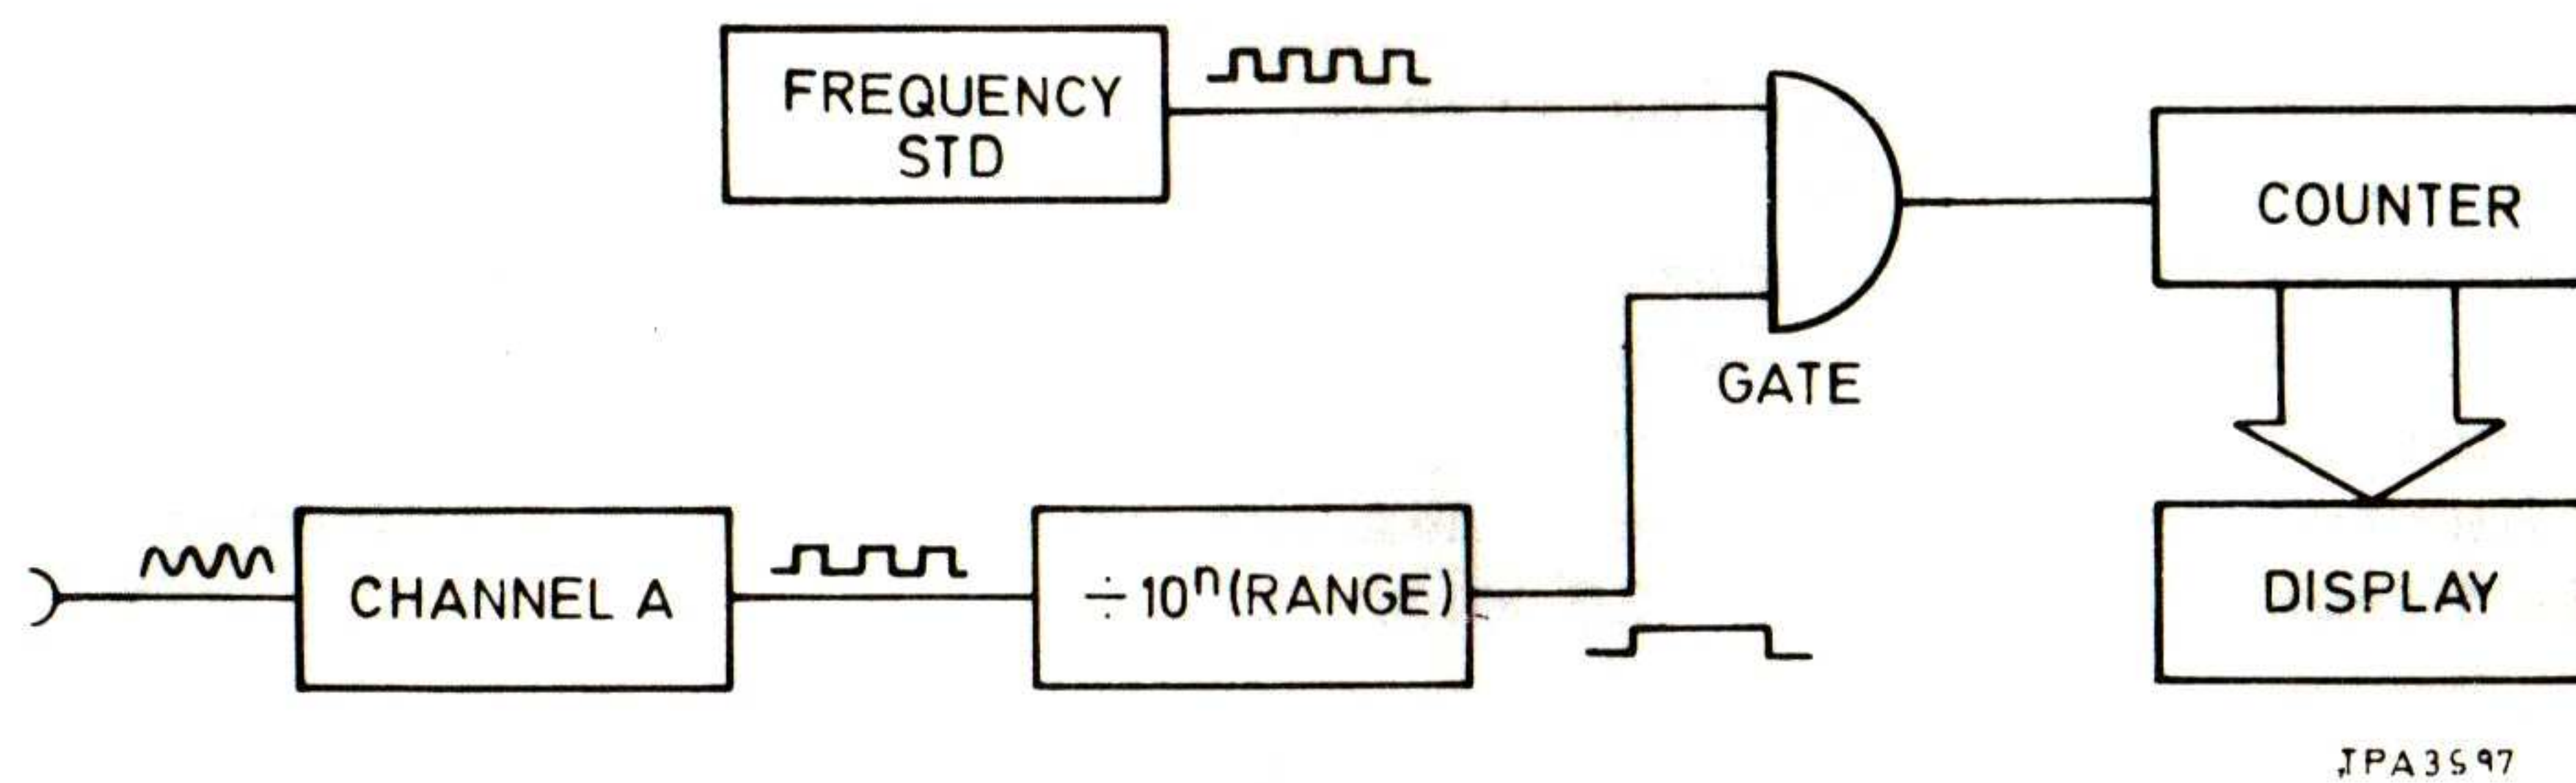 FREQUENCY
STD
COUNTER
GATE
CHANNEL A
÷10ⁿ(RANGE)
DISPLAY